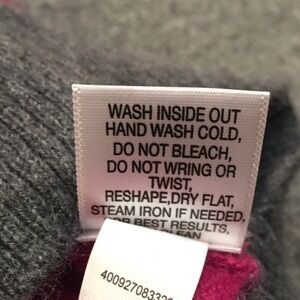 WASH INSIDE OUT
HAND WASH COLD,
DO NOT BLEACH,
DO NOT WRING OR
TWIST,
RESHAPE,DRY FLAT,
STEAM IRON IF NEEDED,
BEST RESULTS,